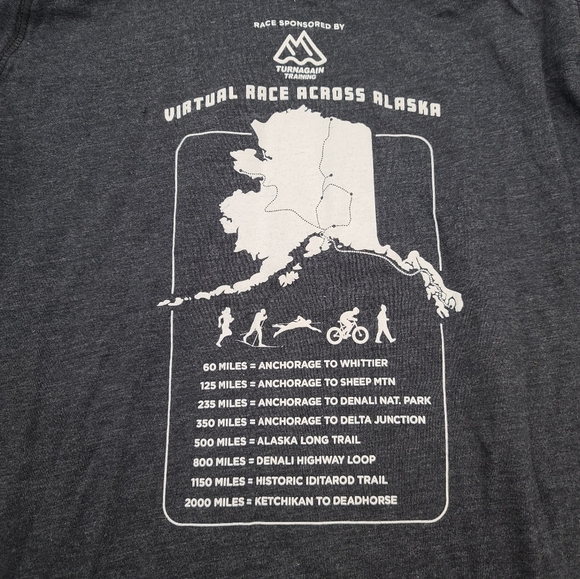 RACE SPONSORED BY
TURNAGAIN
TRAINING
VIRTUAL RACE ACROSS ALASKA
60 MILES = ANCHORAGE TO WHITTIER
125 MILES = ANCHORAGE TO SHEEP MTN
235 MILES = ANCHORAGE TO DENALI NAT. PARK
350 MILES = ANCHORAGE TO DELTA JUNCTION
500 MILES = ALASKA LONG TRAIL
800 MILES = DENALI HIGHWAY LOOP
1150 MILES = HISTORIC IDITAROD TRAIL
2000 MILES = KETCHIKAN TO DEADHORSE